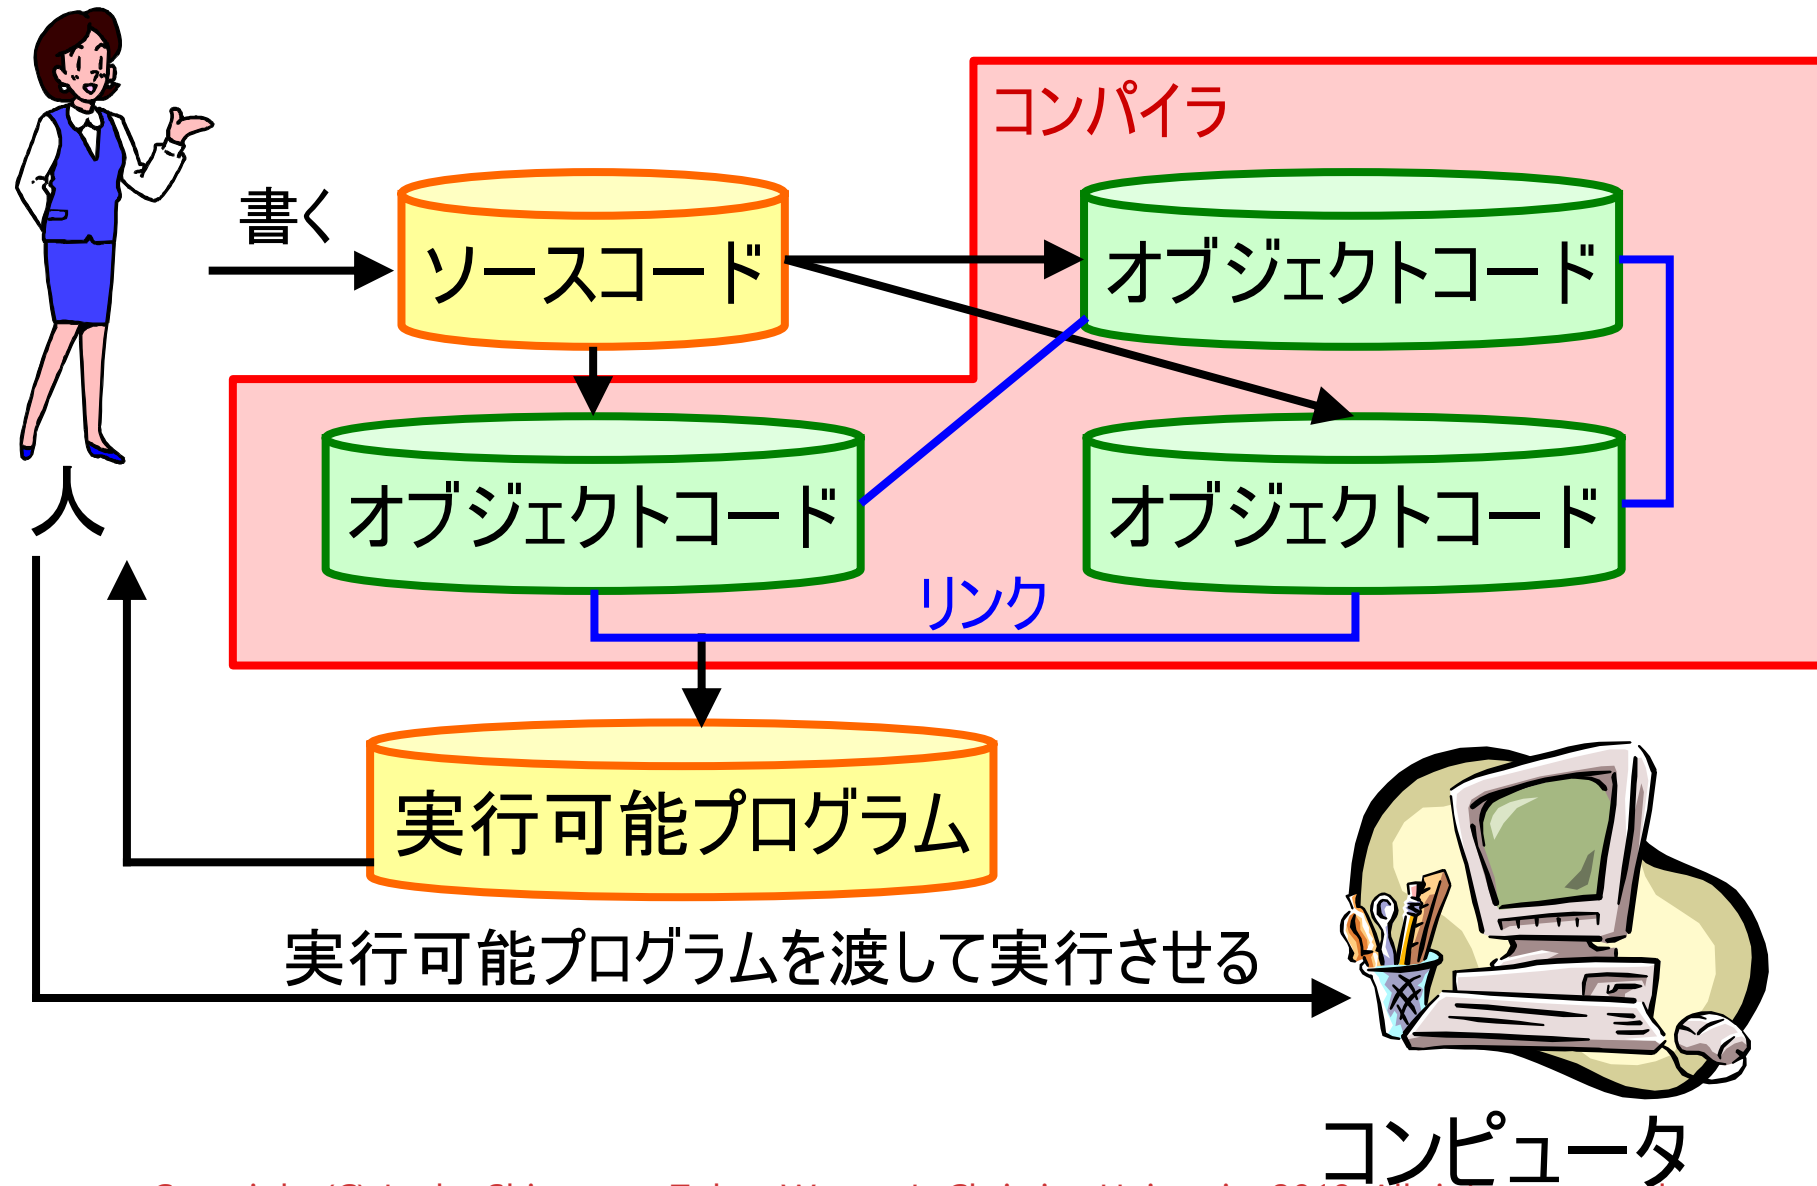 コンパイラ
書く
ソースコード
オブジェクトコード
オブジェクトコード
オブジェクトコード
人
リンク
実行可能プログラム
実行可能プログラムを渡して実行させる
コンピュータ